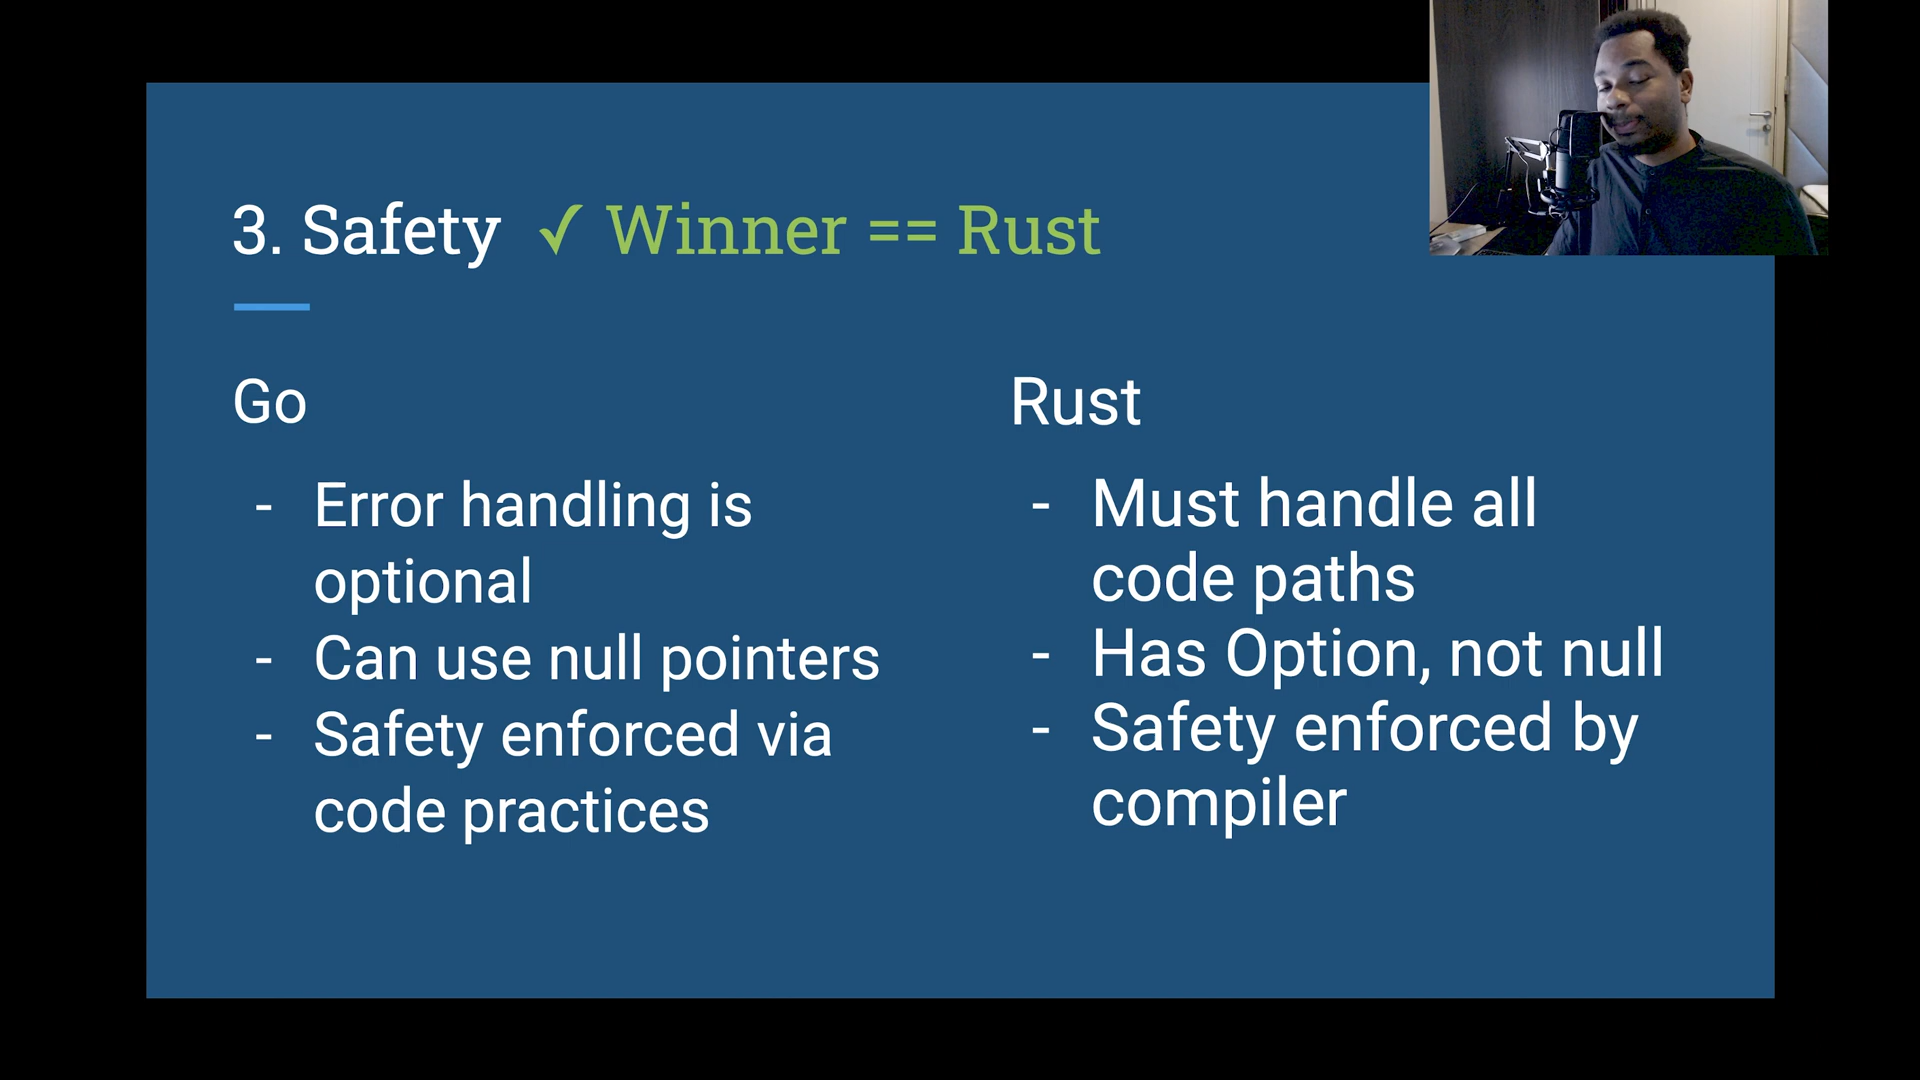 3. Safety ✓ Winner == Rust
Go
- Error handling is
optional
- Can use null pointers
- Safety enforced via
code practices
Rust
- Must handle all
code paths
- Has Option, not null
- Safety enforced by
compiler